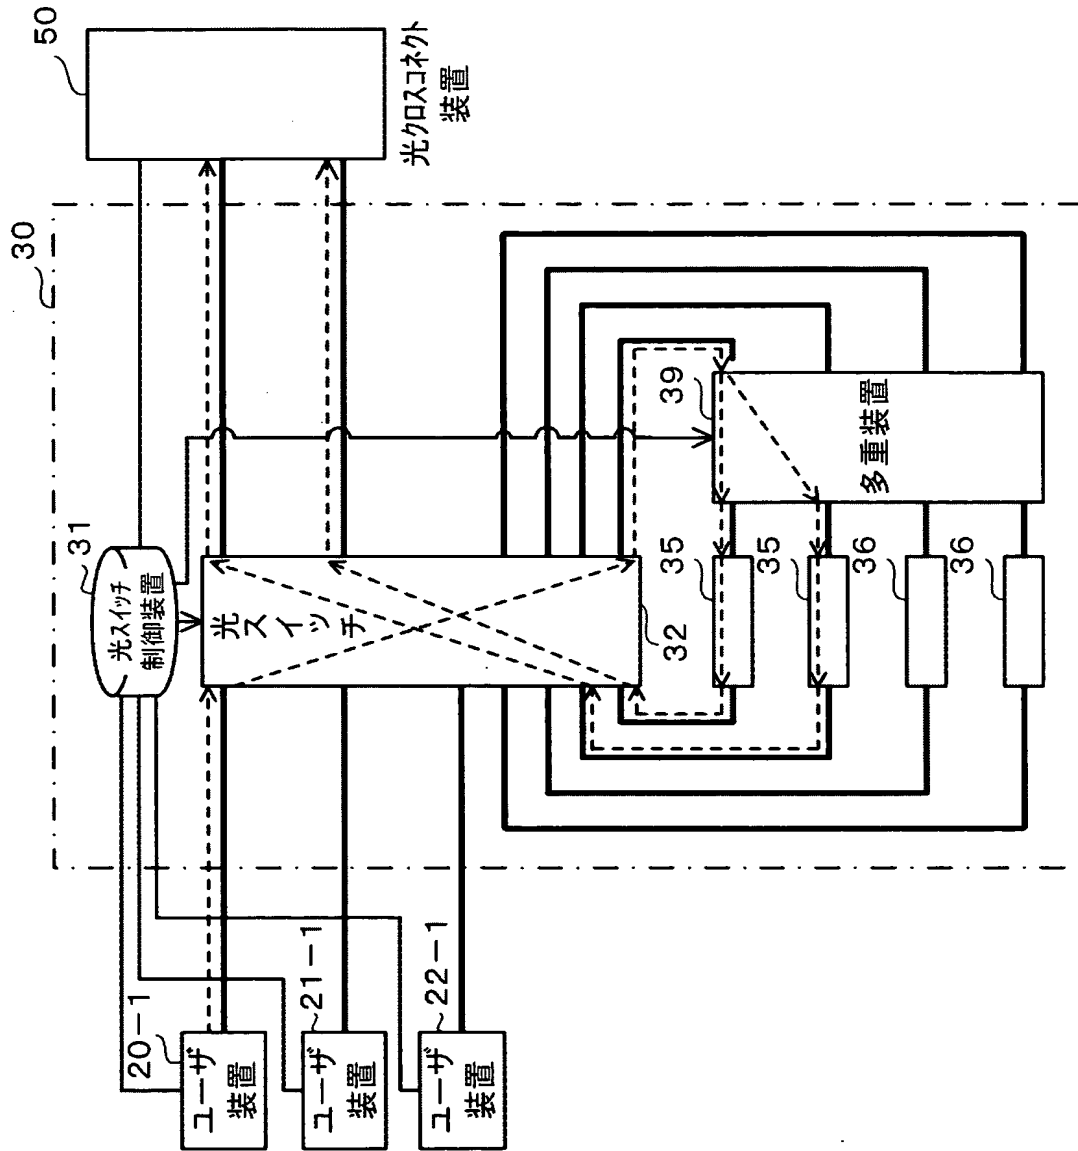 50
光クロスコネクト
装置
30
31
光スイッチ
制御装置
光
スイッチ
32
39
多重装置
35
35
36
36
20-1
ユーザ
装置
21-1
ユーザ
装置
22-1
ユーザ
装置